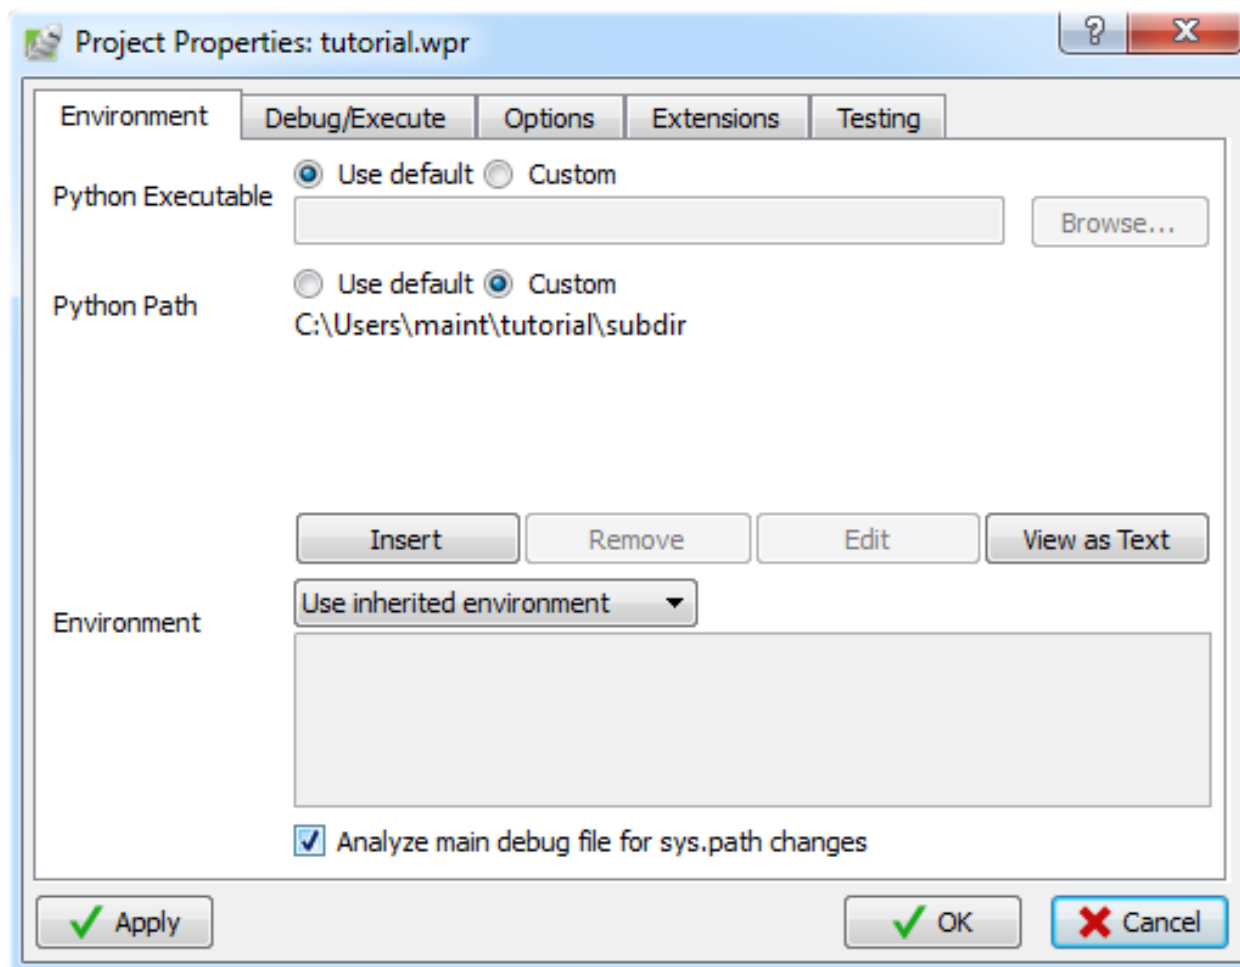 Project Properties: tutorial.wpr
?
X
Environment Debug/Execute Options Extensions Testing
Use default Custom
Python Executable
Browse...
Use default Custom
Python Path
C:\Users\maint\tutorial\subdir
Insert Remove Edit View as Text
Use inherited environment
Environment
Analyze main debug file for sys.path changes
Apply OK Cancel